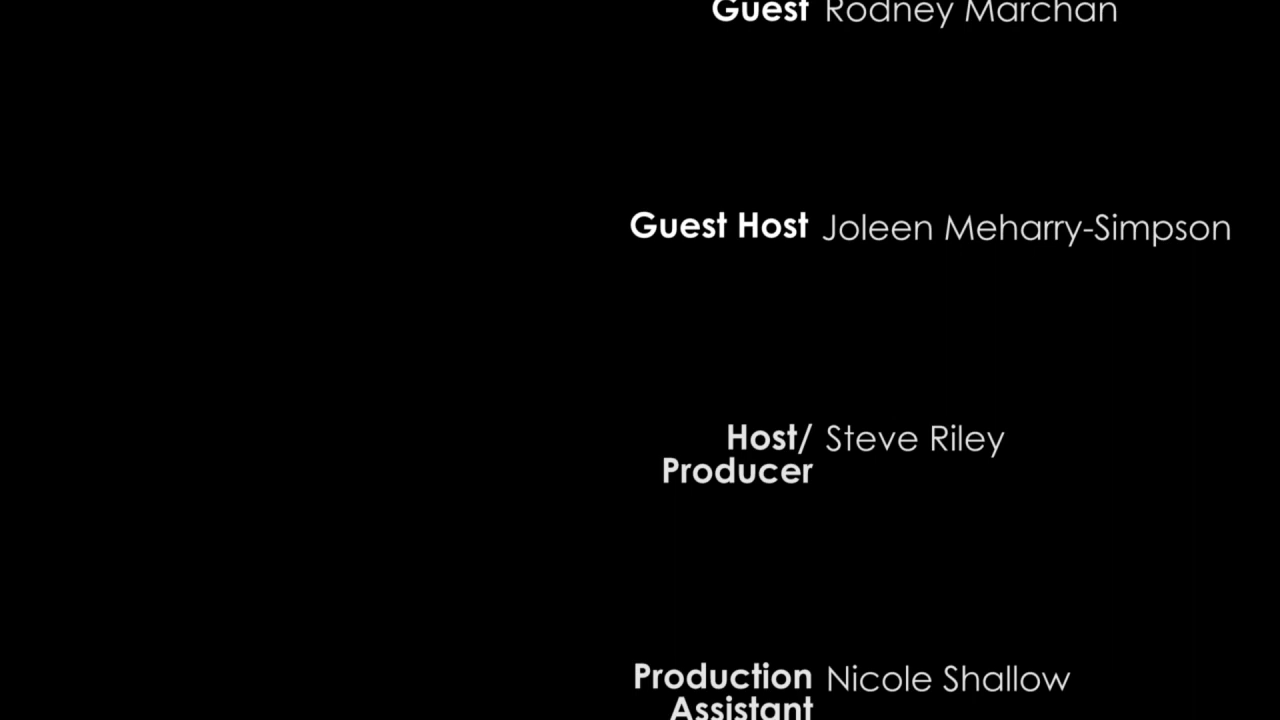 Guest Rodney Marchan
Guest Host Joleen Meharry-Simpson
Host/ Steve Riley
Producer
Production Nicole Shallow
Assistant